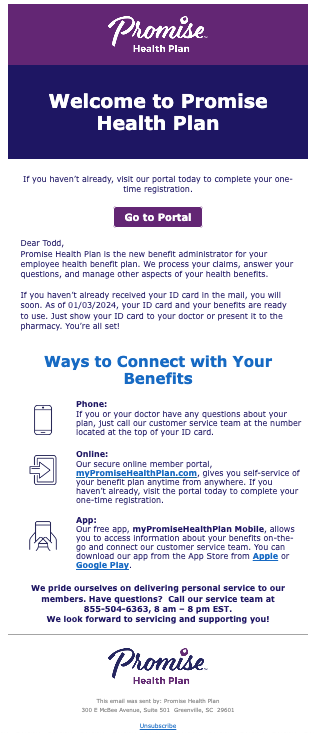 Promise
Health Plan
Welcome to Promise
Health Plan
If you haven't already, visit our portal today to complete your one-
time registration.
Go to Portal
Dear Todd,
Promise Health Plan is the new benefit administrator for your
employee health benefit plan. We process your claims, answer your
questions, and manage other aspects of your health benefits.
If you haven't already received your ID card in the mail, you will
soon. As of 01/03/2024, your ID card and your benefits are ready
to use. Just show your ID card to your doctor or present it to the
pharmacy. You're all set!
Ways to Connect with Your
Benefits
Phone:
If you or your doctor have any questions about your
plan, just call our customer service team at the number
located at the top of your ID card.
Online:
Our secure online member portal,
myPromiseHealthPlan.com, gives you self-service of
your benefit plan anytime from anywhere. If you
haven't already, visit the portal today to complete your
one-time registration.
App:
Our free app, myPromiseHealthPlan Mobile, allows
you to access information about your benefits on-the-
go and connect our customer service team. You can
download our app from the App Store from Apple or
Google Play.
We pride ourselves on delivering personal service to our
members. Have questions?  Call our service team at
855-504-6363, 8 am – 8 pm EST.
We look forward to servicing and supporting you!
Promise
Health Plan
This email was sent by: Promise Health Plan
300 E McBee Avenue, Suite 501  Greenville, SC  29601
Unsubscribe